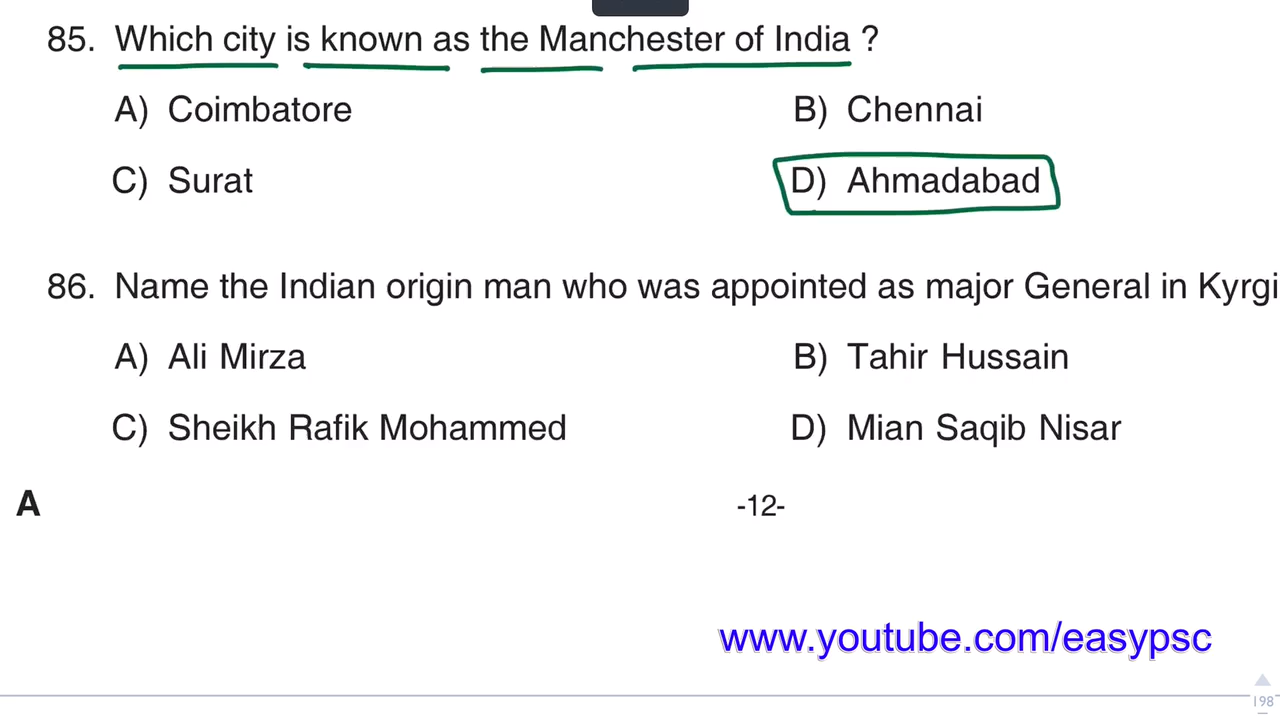 85. Which city is known as the Manchester of India ?
A) Coimbatore B) Chennai
C) Surat D) Ahmadabad
86. Name the Indian origin man who was appointed as major General in Kyrgi
A) Ali Mirza B) Tahir Hussain
C) Sheikh Rafik Mohammed D) Mian Saqib Nisar
A -12-
www.youtube.com/easypsc
198